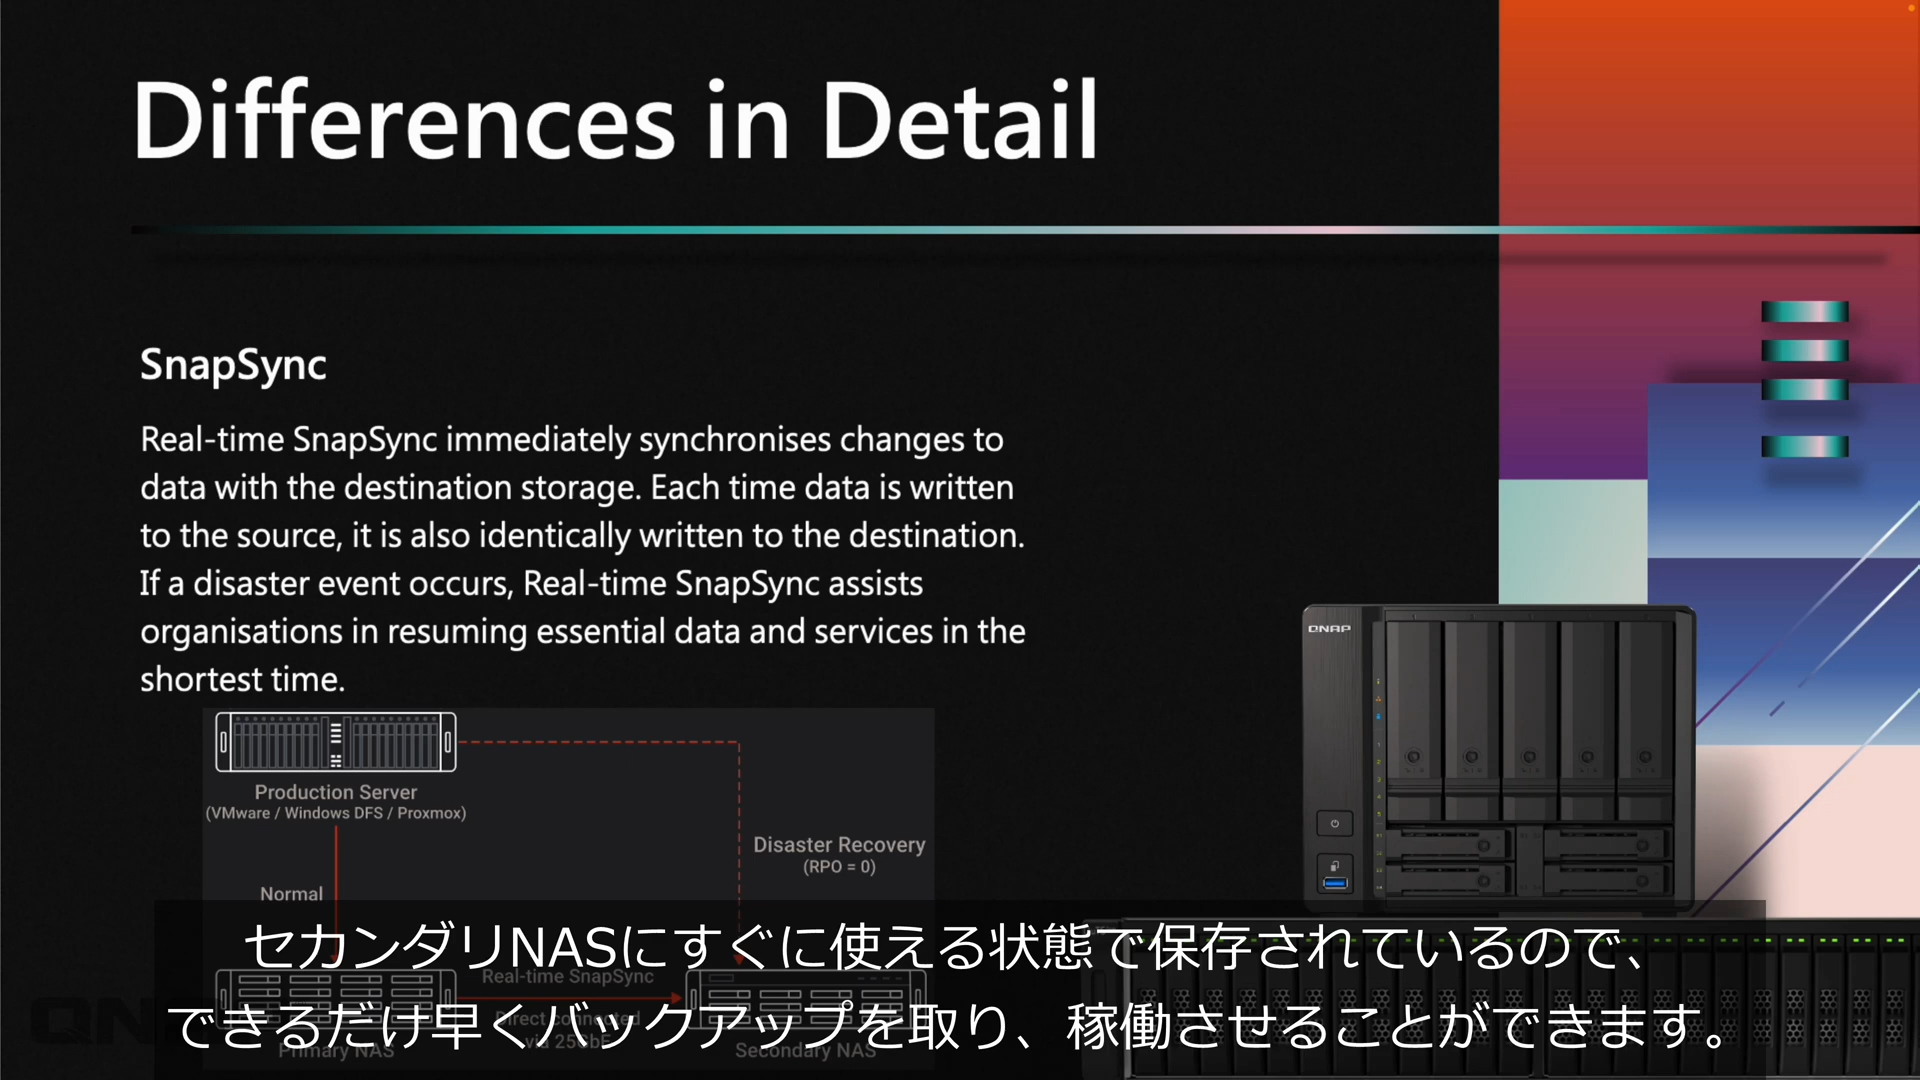 Differences in Detail
SnapSync
Real-time SnapSync immediately synchronises changes to
data with the destination storage. Each time data is written
to the source, it is also identically written to the destination.
If a disaster event occurs, Real-time SnapSync assists
organisations in resuming essential data and services in the
shortest time.
QNAP
Production Server
(VMware / Windows DFS / Proxmox)
Disaster Recovery
(RPO = 0)
Normal
Real-time SnapSync
Direct connected
via 25GbE
Primary NAS
Secondary NAS
セカンダリNASにすぐに使える状態で保存されているので、
できるだけ早くバックアップを取り、稼働させることができます。